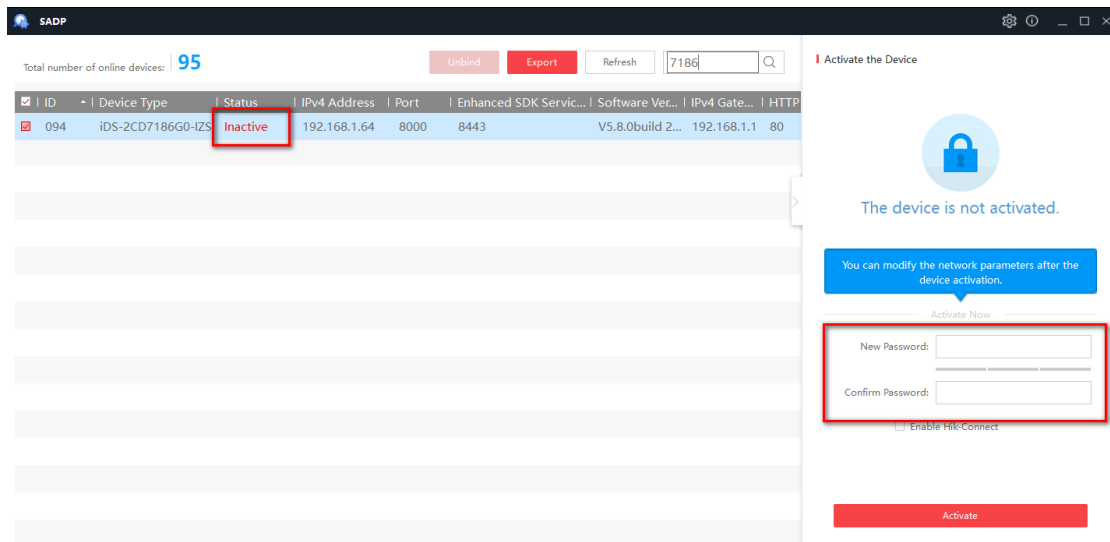 SADP
Total number of online devices: 95
Unbind
Export
Refresh
7186
ID
Device Type
Status
IPv4 Address
Port
Enhanced SDK Servic...
Software Ver...
IPv4 Gate...
HTTP
094
iDS-2CD7186G0-IZS
Inactive
192.168.1.64
8000
8443
V5.8.0build 2...
192.168.1.1
80
Activate the Device
The device is not activated.
You can modify the network parameters after the
device activation.
Activate Now
New Password:
Confirm Password:
Enable Hik-Connect
Activate